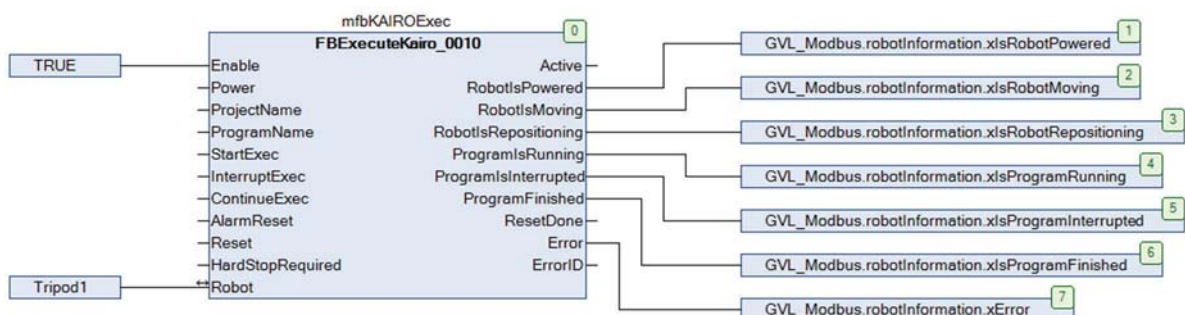 mfbKAIROExec
0
FBExecuteKairo_0010
TRUE
Enable
Active
Power
RobotIsPowered
ProjectName
RobotIsMoving
ProgramName
RobotIsRepositioning
StartExec
ProgramIsRunning
InterruptExec
ProgramIsInterrupted
ContinueExec
ProgramFinished
AlarmReset
ResetDone
Reset
Error
HardStopRequired
ErrorID
Tripod1
Robot
1
GVL_Modbus.robotInformation.xIsRobotPowered
2
GVL_Modbus.robotInformation.xIsRobotMoving
3
GVL_Modbus.robotInformation.xIsRobotRepositioning
4
GVL_Modbus.robotInformation.xIsProgramRunning
5
GVL_Modbus.robotInformation.xIsProgramInterrupted
6
GVL_Modbus.robotInformation.xIsProgramFinished
7
GVL_Modbus.robotInformation.xError